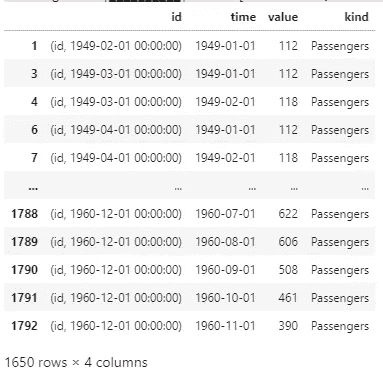 id time value kind
1 (id, 1949-02-01 00:00:00) 1949-01-01 112 Passengers
3 (id, 1949-03-01 00:00:00) 1949-01-01 112 Passengers
4 (id, 1949-03-01 00:00:00) 1949-02-01 118 Passengers
6 (id, 1949-04-01 00:00:00) 1949-01-01 112 Passengers
7 (id, 1949-04-01 00:00:00) 1949-02-01 118 Passengers
... ... ... ... ...
1788 (id, 1960-12-01 00:00:00) 1960-07-01 622 Passengers
1789 (id, 1960-12-01 00:00:00) 1960-08-01 606 Passengers
1790 (id, 1960-12-01 00:00:00) 1960-09-01 508 Passengers
1791 (id, 1960-12-01 00:00:00) 1960-10-01 461 Passengers
1792 (id, 1960-12-01 00:00:00) 1960-11-01 390 Passengers
1650 rows × 4 columns